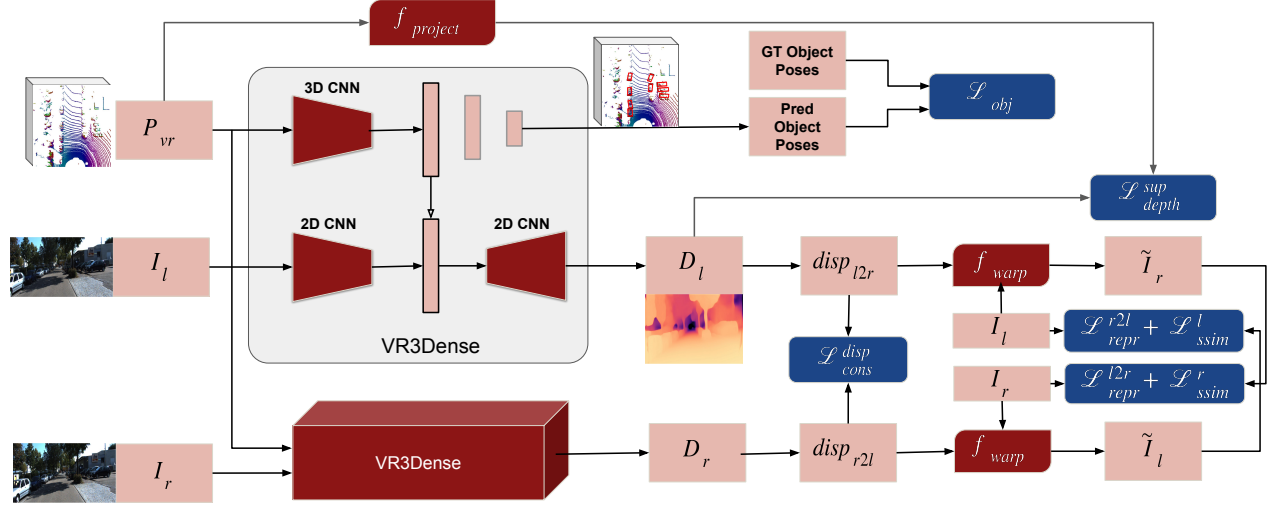 f project
P vr
3D CNN
GT Object
Poses
Pred
Object
Poses
ℒ obj
ℒ sup depth
2D CNN
2D CNN
I l
D l
disp l2r
f warp
Ĩ r
VR3Dense
ℒ disp cons
I l
ℒ r2l repr + ℒ l ssim
I r
ℒ l2r repr + ℒ r ssim
I r
VR3Dense
D r
disp r2l
f warp
Ĩ l